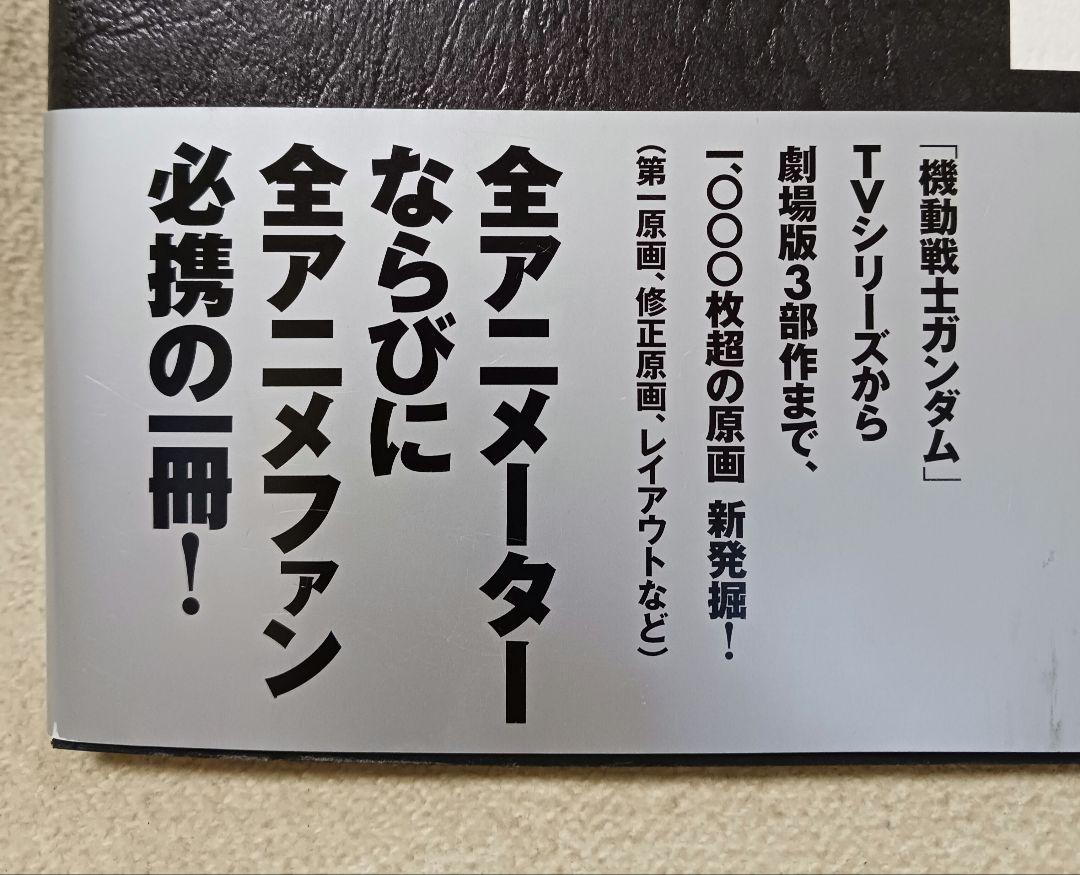 「機動戦士ガンダム」
TVシリーズから
劇場版3部作まで、
一、〇〇〇枚超の原画 新発掘！
（第一原画、修正原画、レイアウトなど）
全アニメーター
ならびに
全アニメファン
必携の一冊！